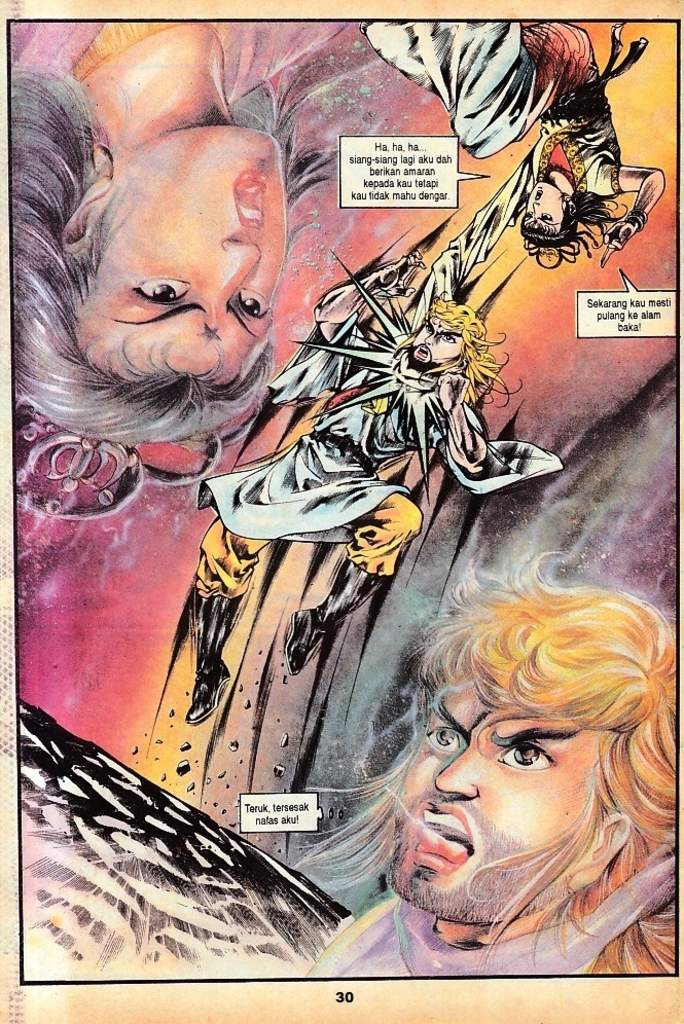 Ha, ha, ha...
siang-siang lagi aku dah
berikan amaran
kepada kau tetapi
kau tidak mahu dengar.
Sekarang kau mesti
pulang ke alam
baka!
Teruk, tersesak
nafas aku!
30